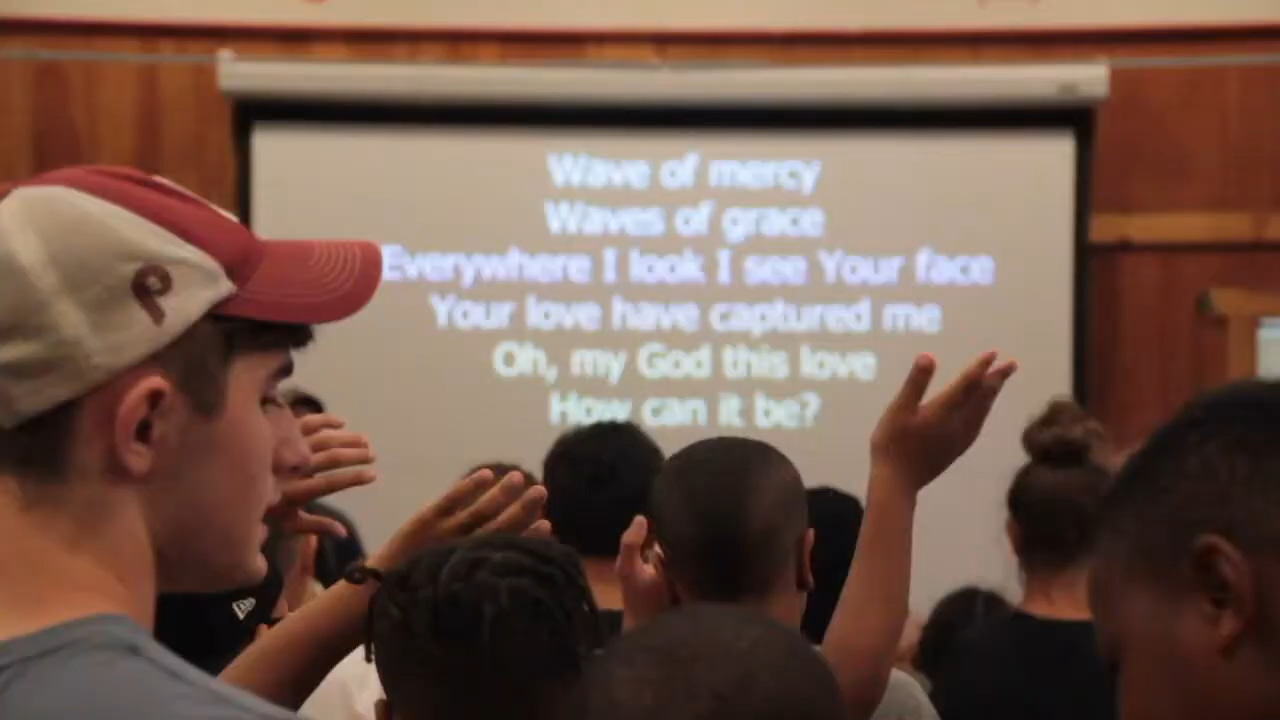 Wave of mercy
Waves of grace
Everywhere I look I see Your face
Your love have captured me
Oh, my God this love
How can it be?
P